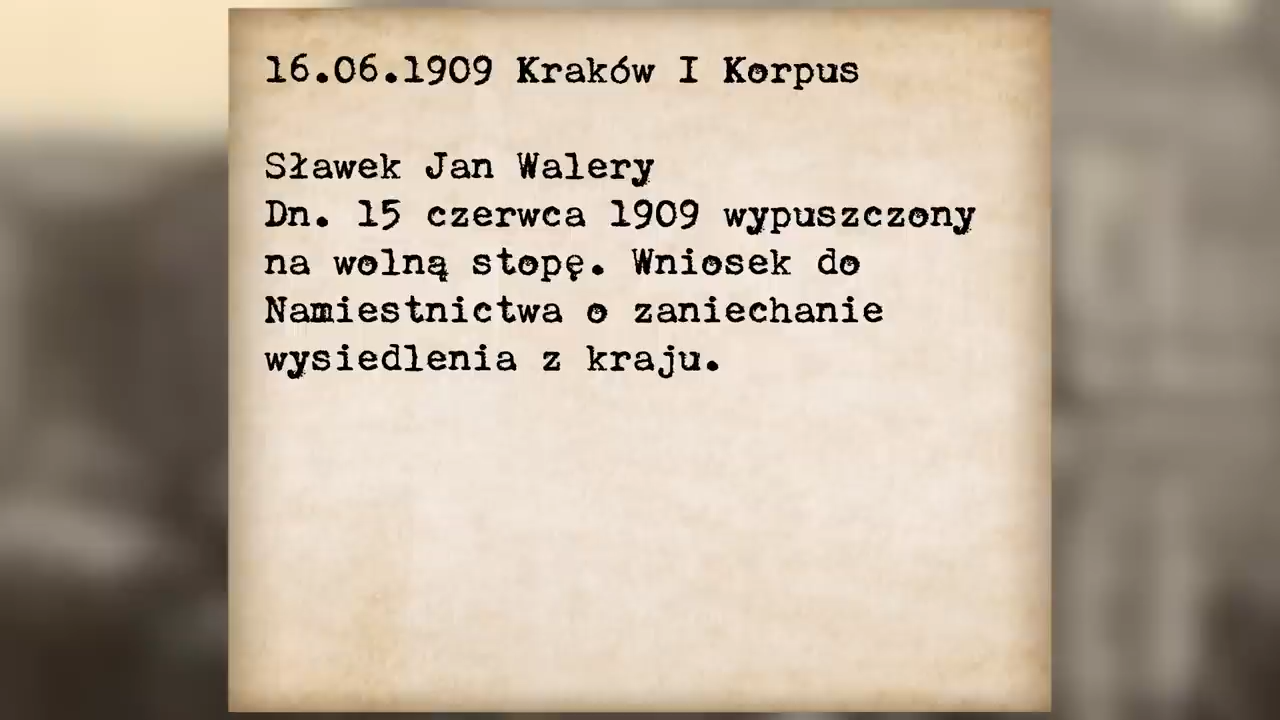 16.06.1909 Kraków I Korpus
Sławek Jan Walery
Dn. 15 czerwca 1909 wypuszczony
na wolną stopę. Wniosek do
Namiestnictwa o zaniechanie
wysiedlenia z kraju.